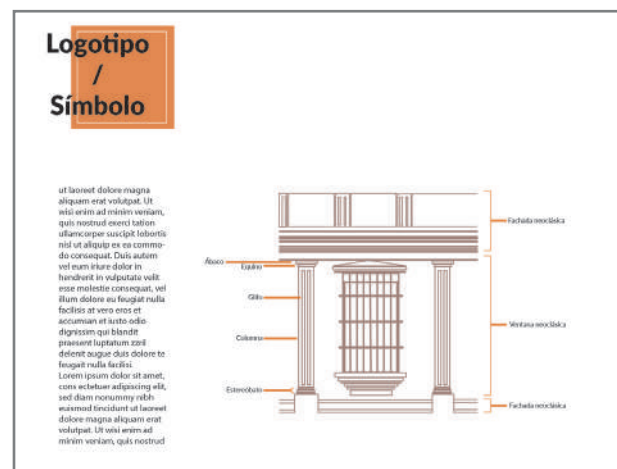 Logotipo
/
Símbolo
ut laoreet dolore magna
aliquam erat volutpat. Ut
wisi enim ad minim veniam,
quis nostrud exerci tation
ullamcorper suscipit lobortis
nisl ut aliquip ex ea commo-
do consequat. Duis autem
vel eum iriure dolor in
hendrerit in vulputate velit
esse molestie consequat, vel
illum dolore eu feugiat nulla
facilisis at vero eros et
accumsan et iusto odio
dignissim qui blandit
praesent luptatum zzril
delenit augue duis dolore te
feugait nulla facilisi.
Lorem ipsum dolor sit amet,
cons ectetuer adipiscing elit,
sed diam nonummy nibh
euismod tincidunt ut laoreet
dolore magna aliquam erat
volutpat. Ut wisi enim ad
minim veniam, quis nostrud
Fachada neoclásica
Ábaco
Equino
Glifo
Ventana neoclásica
Columna
Estereóbato
Fachada neoclásica